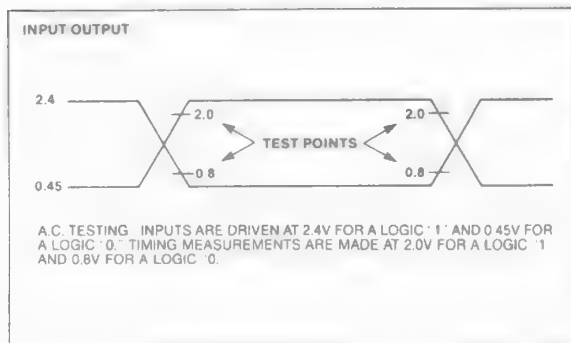 INPUT OUTPUT
2.4
2.0
2.0
TEST POINTS
0.8
0.8
0.45
A.C. TESTING INPUTS ARE DRIVEN AT 2.4V FOR A LOGIC "1" AND 0.45V FOR
A LOGIC "0." TIMING MEASUREMENTS ARE MADE AT 2.0V FOR A LOGIC "1
AND 0.8V FOR A LOGIC "0.